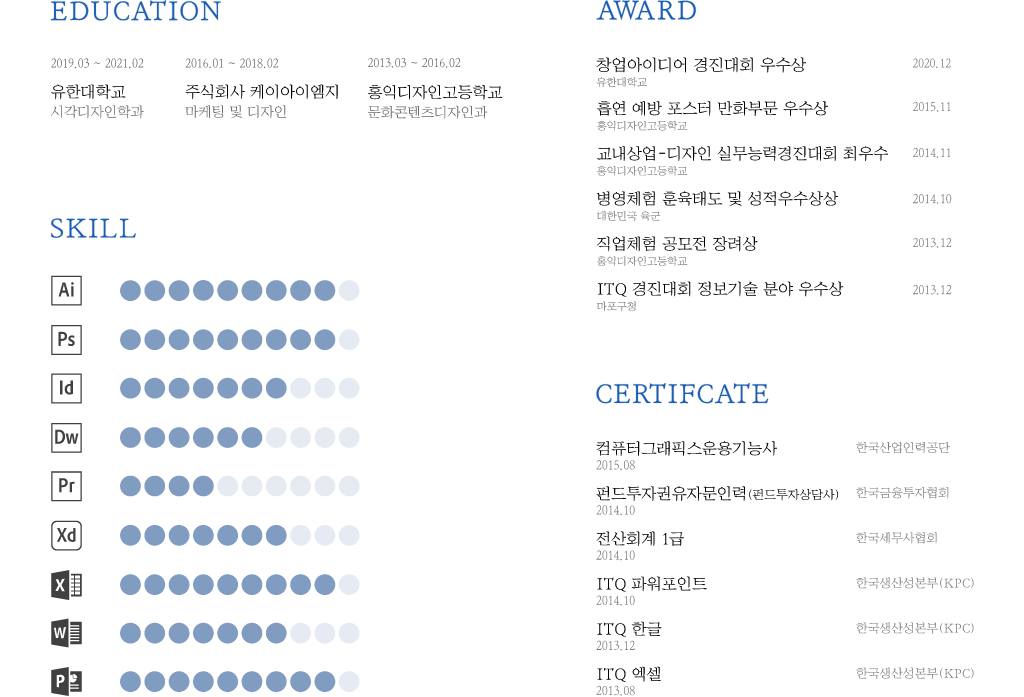 EDUCATION
2019.03 ~ 2021.02
유한대학교
시각디자인학과
2016.01 ~ 2018.02
주식회사 케이아이엠지
마케팅 및 디자인
2013.03 ~ 2016.02
홍익디자인고등학교
문화콘텐츠디자인과
SKILL
Ai
Ps
Id
Dw
Pr
Xd
X
W
P
AWARD
창업아이디어 경진대회 우수상 2020.12
유한대학교
흡연 예방 포스터 만화부문 우수상 2015.11
홍익디자인고등학교
교내상업-디자인 실무능력경진대회 최우수 2014.11
홍익디자인고등학교
병영체험 훈육태도 및 성적우수상상 2014.10
대한민국 육군
직업체험 공모전 장려상 2013.12
홍익디자인고등학교
ITQ 경진대회 정보기술 분야 우수상 2013.12
마포구청
CERTIFCATE
컴퓨터그래픽스운용기능사 한국산업인력공단
2015.08
펀드투자권유자문인력(펀드투자상담사) 한국금융투자협회
2014.10
전산회계 1급 한국세무사협회
2014.10
ITQ 파워포인트 한국생산성본부(KPC)
2014.10
ITQ 한글 한국생산성본부(KPC)
2013.12
ITQ 엑셀 한국생산성본부(KPC)
2013.08